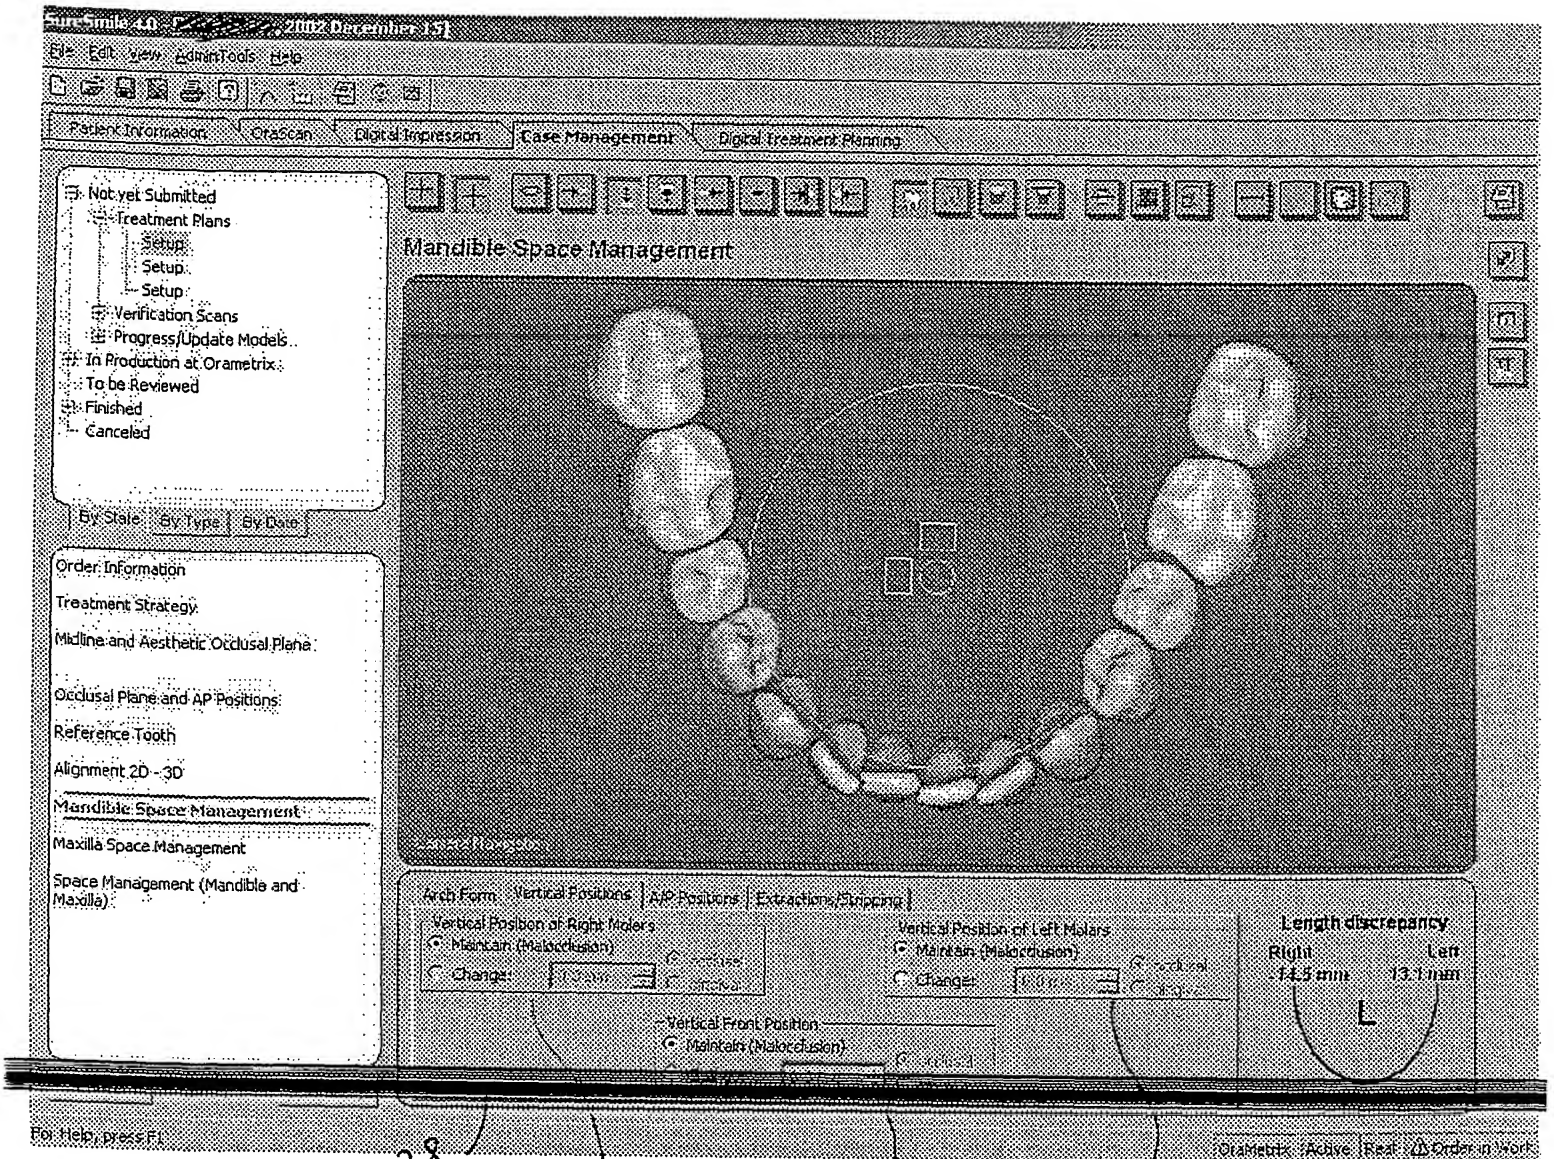 SureSmile 4.0 - 2002 December 15]
File Edit View AdminTools Help
Patient Information OraScan Digital Impression Case Management Digital Treatment Planning
Not yet Submitted
Treatment Plans
Setup
Setup
Setup
Verification Scans
Progress/Update Models..
In Production at Orametrix
To be Reviewed
Finished
Canceled
By State By Type By Date
Mandible Space Management
Order Information
Treatment Strategy
Midline and Aesthetic Occlusal Plane
Occlusal Plane and AP Positions
Reference Tooth
Alignment 2D - 3D
Mandible Space Management
Maxilla Space Management
Space Management (Mandible and
Maxilla)
Arch Form Vertical Positions A/P Positions Extractions/Stripping
Vertical Position of Right Molars
Maintain (Malocclusion)
Change:
Vertical Position of Left Molars
Maintain (Malocclusion)
Change:
Vertical Front Position
Maintain (Malocclusion)
Length discrepancy
Right Left
-14.5 mm 13.1 mm
L
For Help, press F1
28
OraMetrix Active Real Order in Work